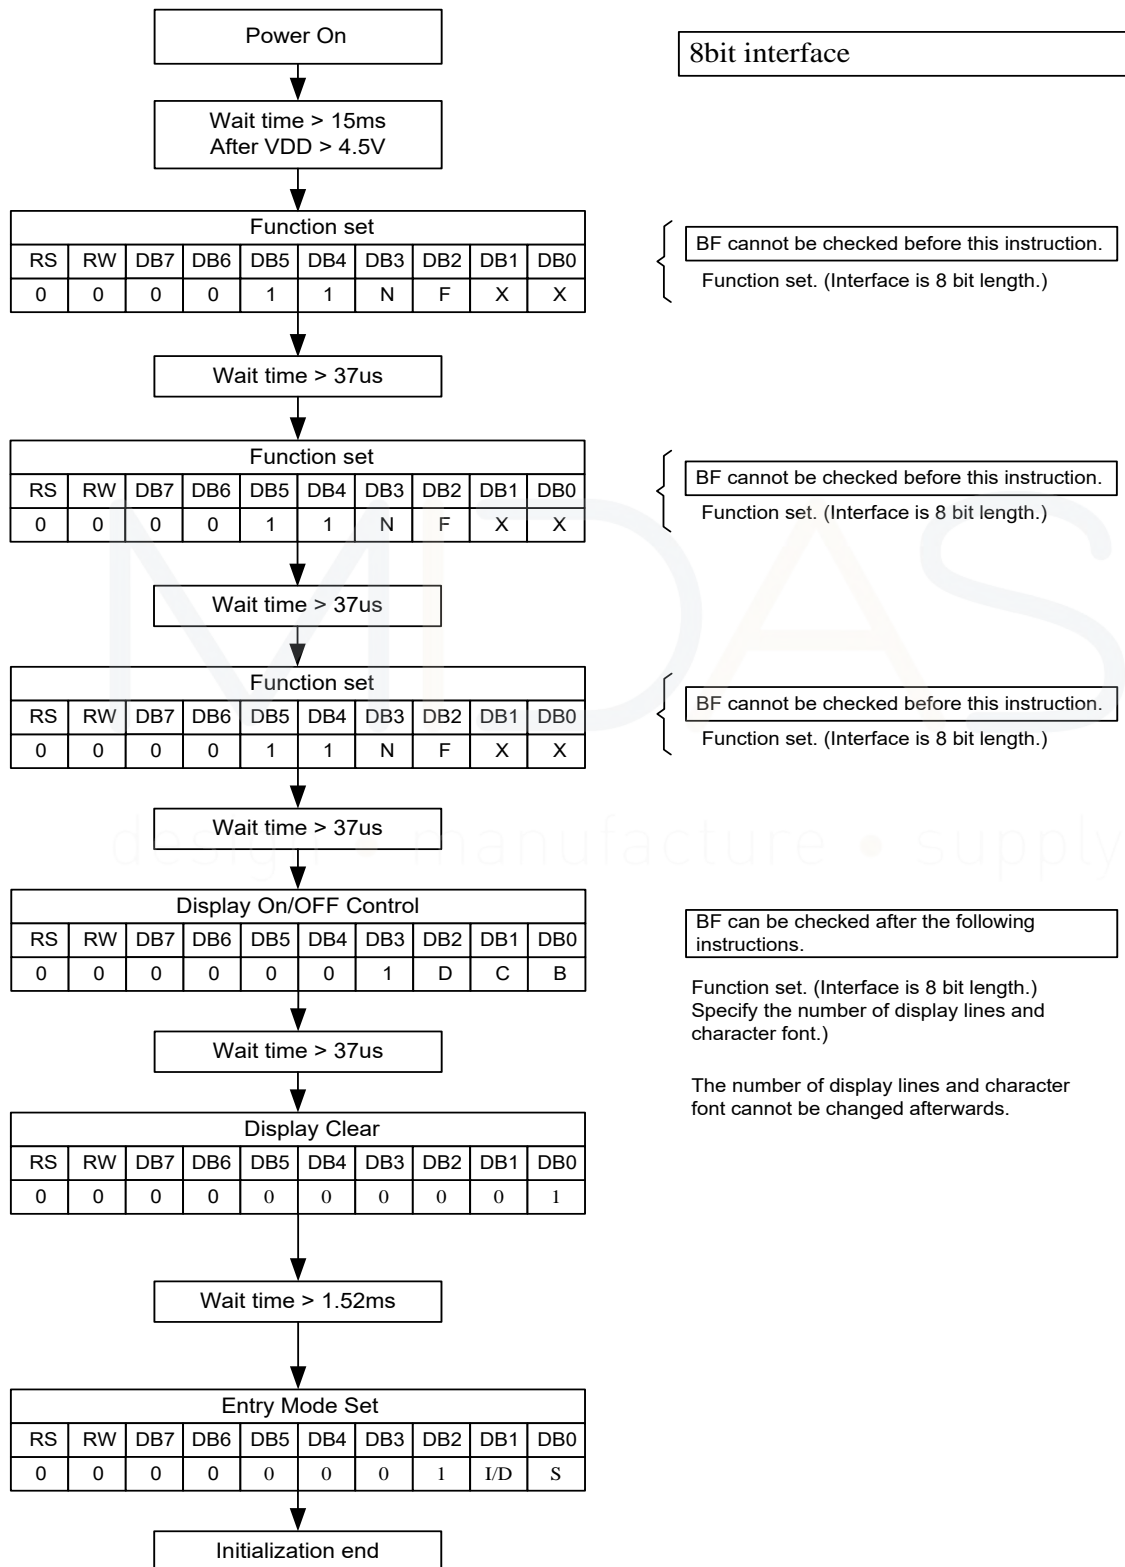 Power On
8bit interface
Wait time > 15ms
After VDD > 4.5V
Function set
RS RW DB7 DB6 DB5 DB4 DB3 DB2 DB1 DB0
0 0 0 0 1 1 N F X X
BF cannot be checked before this instruction.
Function set. (Interface is 8 bit length.)
Wait time > 37us
Function set
RS RW DB7 DB6 DB5 DB4 DB3 DB2 DB1 DB0
0 0 0 0 1 1 N F X X
BF cannot be checked before this instruction.
Function set. (Interface is 8 bit length.)
MIDAS
Wait time > 37us
Function set
RS RW DB7 DB6 DB5 DB4 DB3 DB2 DB1 DB0
0 0 0 0 1 1 N F X X
BF cannot be checked before this instruction.
Function set. (Interface is 8 bit length.)
Wait time > 37us
design • manufacture • supply
Display On/OFF Control
RS RW DB7 DB6 DB5 DB4 DB3 DB2 DB1 DB0
0 0 0 0 0 0 1 D C B
BF can be checked after the following
instructions.
Function set. (Interface is 8 bit length.)
Specify the number of display lines and
character font.)
The number of display lines and character
font cannot be changed afterwards.
Wait time > 37us
Display Clear
RS RW DB7 DB6 DB5 DB4 DB3 DB2 DB1 DB0
0 0 0 0 0 0 0 0 0 1
Wait time > 1.52ms
Entry Mode Set
RS RW DB7 DB6 DB5 DB4 DB3 DB2 DB1 DB0
0 0 0 0 0 0 0 1 I/D S
Initialization end